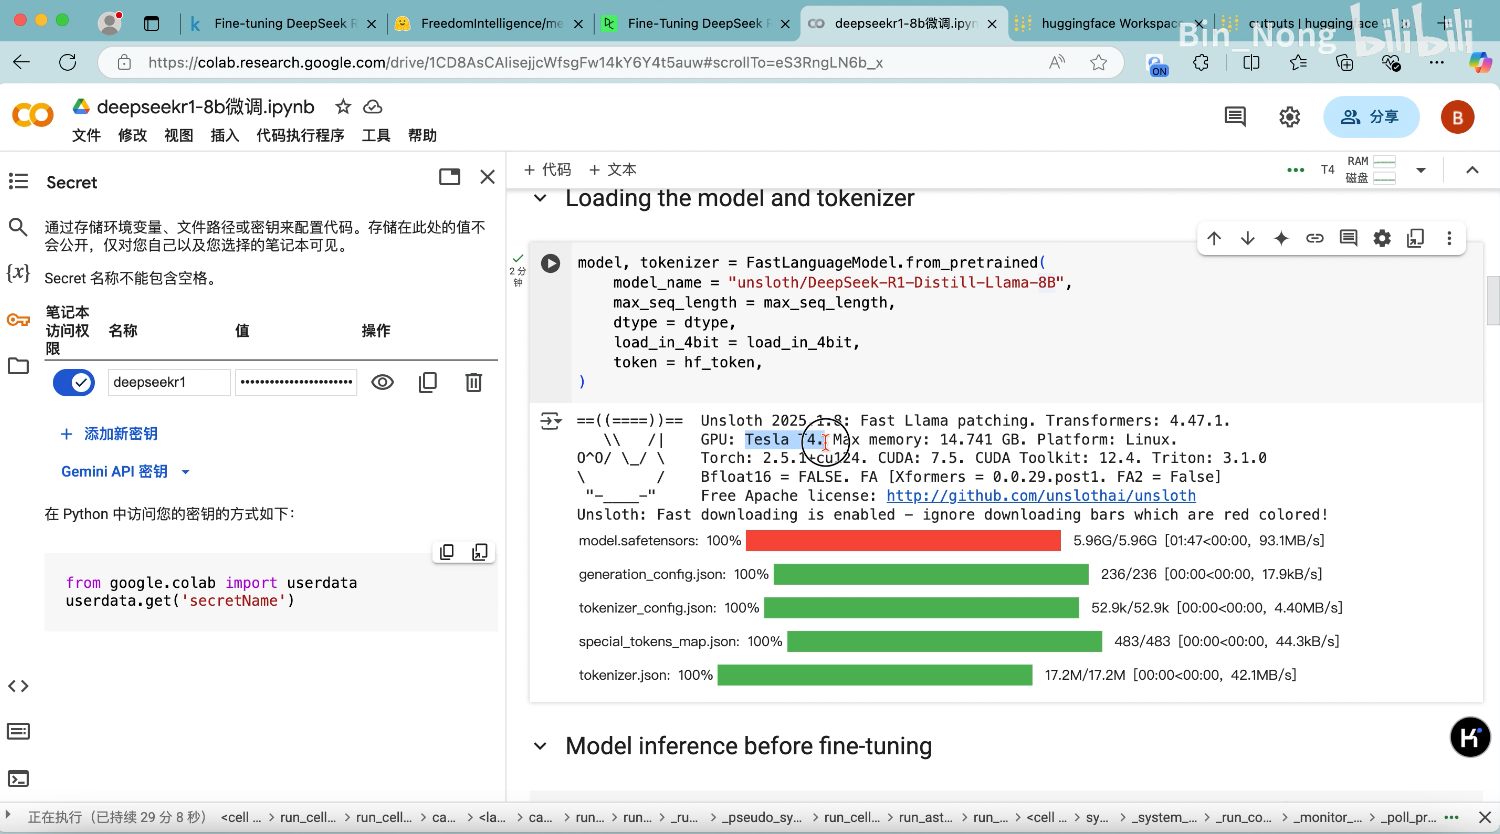 Fine-tuning DeepSeek R
FreedomIntelligence/me
Fine-Tuning DeepSeek F
deepseekr1-8b微调.ipyn
huggingface Workspac
outputs | huggingface
Bin_Nong bilibili
https://colab.research.google.com/drive/1CD8AsCAlisejjcWfsgFw14kY6Y4t5auw#scrollTo=eS3RngLN6b_x
ON
deepseekr1-8b微调.ipynb
文件 修改 视图 插入 代码执行程序 工具 帮助
分享
B
Secret
通过存储环境变量、文件路径或密钥来配置代码。存储在此处的值不
会公开，仅对您自己以及您选择的笔记本可见。
Secret 名称不能包含空格。
笔记本
访问权
限
名称
值
操作
deepseekr1
••••••••••••••••••••••
+ 添加新密钥
Gemini API 密钥
在 Python 中访问您的密钥的方式如下：
from google.colab import userdata
userdata.get('secretName')
+ 代码 + 文本
T4
RAM
磁盘
Loading the model and tokenizer
2 分
钟
model, tokenizer = FastLanguageModel.from_pretrained(
model_name = "unsloth/DeepSeek-R1-Distill-Llama-8B",
max_seq_length = max_seq_length,
dtype = dtype,
load_in_4bit = load_in_4bit,
token = hf_token,
)
==((====))== Unsloth 2025.1.8: Fast Llama patching. Transformers: 4.47.1.
\\ /| GPU: Tesla T4. Max memory: 14.741 GB. Platform: Linux.
O^O/ \_/ \ Torch: 2.5.1+cu124. CUDA: 7.5. CUDA Toolkit: 12.4. Triton: 3.1.0
\ / Bfloat16 = FALSE. FA [Xformers = 0.0.29.post1. FA2 = False]
"-____-" Free Apache license: http://github.com/unslothai/unsloth
Unsloth: Fast downloading is enabled - ignore downloading bars which are red colored!
model.safetensors: 100% 5.96G/5.96G [01:47<00:00, 93.1MB/s]
generation_config.json: 100% 236/236 [00:00<00:00, 17.9kB/s]
tokenizer_config.json: 100% 52.9k/52.9k [00:00<00:00, 4.40MB/s]
special_tokens_map.json: 100% 483/483 [00:00<00:00, 44.3kB/s]
tokenizer.json: 100% 17.2M/17.2M [00:00<00:00, 42.1MB/s]
Model inference before fine-tuning
正在执行（已持续 29 分 8 秒） <cell ... > run_cell... > run_cell... > ca... > <la... > ca... > run... > run... > _ru... > _pseudo_sy... > run_cell... > run_ast... > run_... > <cell ... > sy... > _system_... > _run_co... > _monitor_... > _poll_pr...